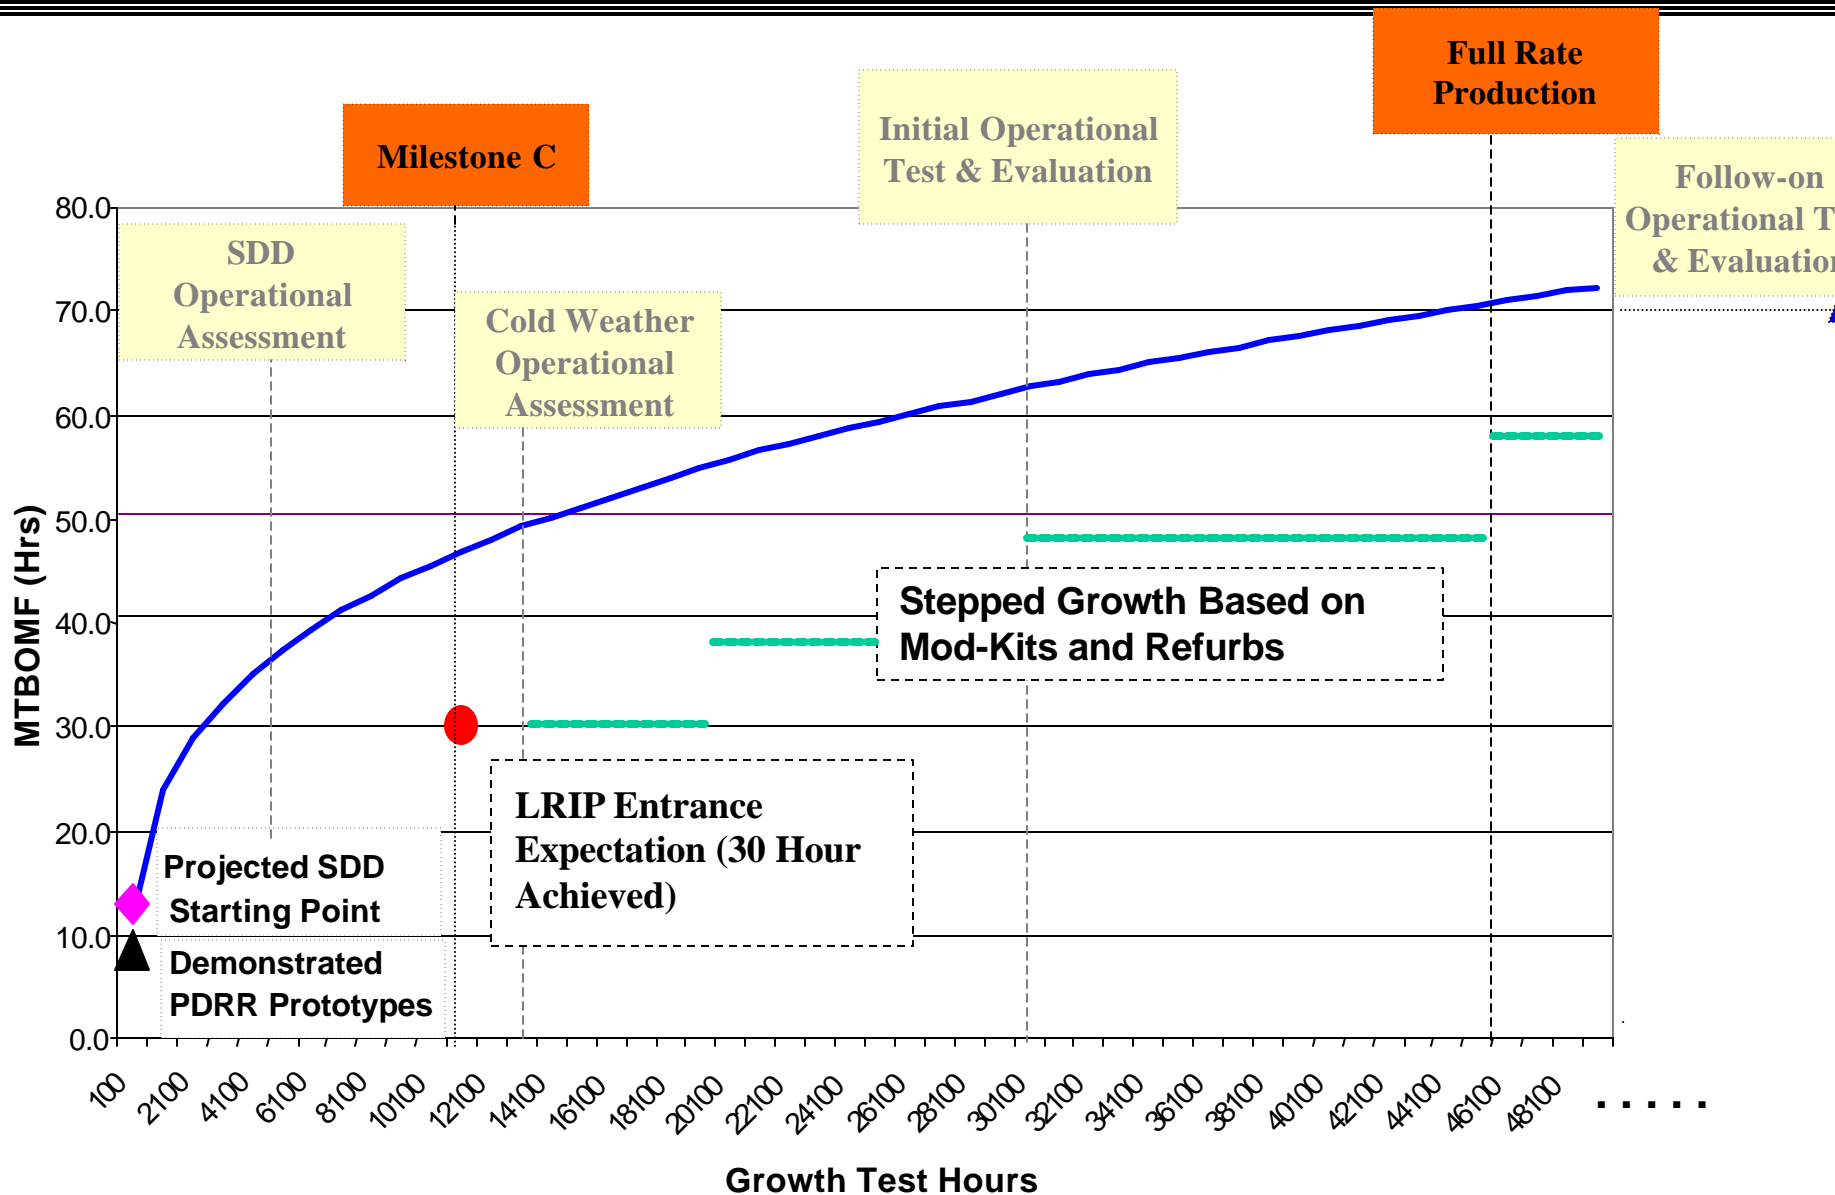 Full Rate
Production
Milestone C
Initial Operational
Test & Evaluation
Follow-on
Operational T
& Evaluation
SDD
Operational
Assessment
Cold Weather
Operational
Assessment
80.0
70.0
60.0
50.0
40.0
30.0
20.0
10.0
0.0
MTBOMF (Hrs)
Stepped Growth Based on
Mod-Kits and Refurbs
LRIP Entrance
Expectation (30 Hour
Achieved)
Projected SDD
Starting Point
Demonstrated
PDRR Prototypes
100
2100
4100
6100
8100
10100
12100
14100
16100
18100
20100
22100
24100
26100
28100
30100
32100
34100
36100
38100
40100
42100
44100
46100
48100
. . . . .
Growth Test Hours